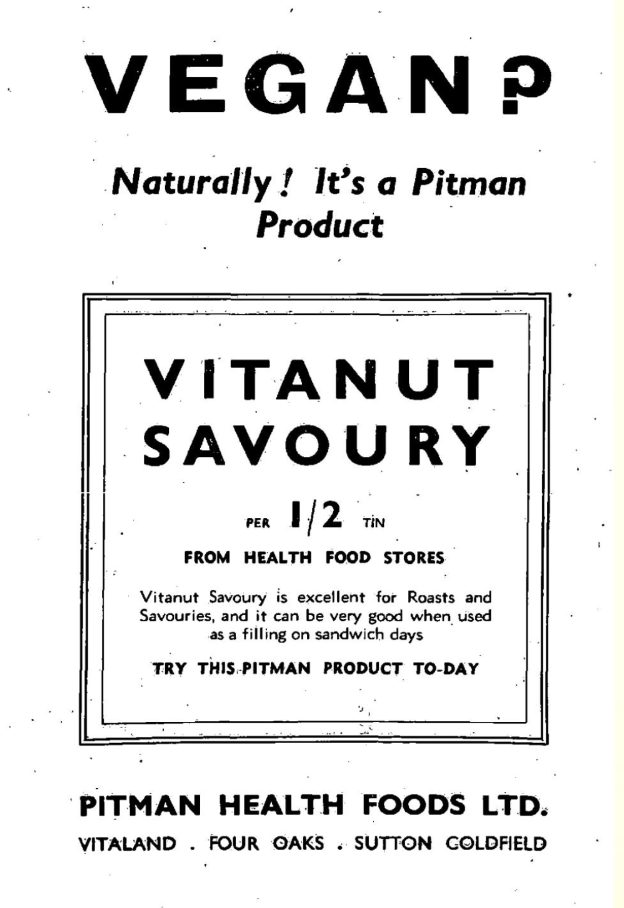 VEGAN?
Naturally! It's a Pitman
Product
VITANUT
SAVOURY
PER 1/2 TIN
FROM HEALTH FOOD STORES
Vitanut Savoury is excellent for Roasts and
Savouries, and it can be very good when used
as a filling on sandwich days
TRY THIS PITMAN PRODUCT TO-DAY
PITMAN HEALTH FOODS LTD.
VITALAND . FOUR OAKS . SUTTON COLDFIELD